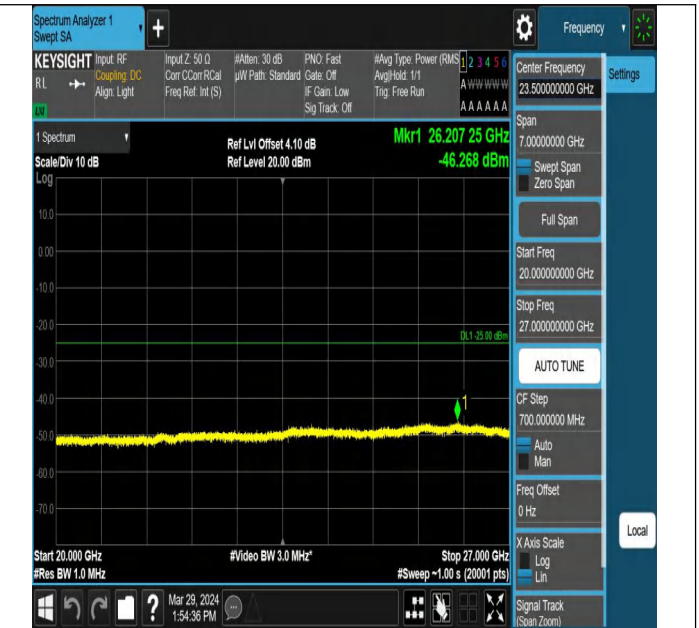 Spectrum Analyzer 1
Swept SA
+
Frequency
KEYSIGHT
RL
LXI
Input: RF
Coupling: DC
Align: Light
Input Z: 50 Ω
Corr CCorr RCal
Freq Ref: Int (S)
#Atten: 30 dB
µW Path: Standard
PNO: Fast
Gate: Off
IF Gain: Low
Sig Track: Off
#Avg Type: Power (RMS
Avg|Hold: 1/1
Trig: Free Run
1 2 3 4 5 6
A W W W W W
A A A A A A
Center Frequency
23.500000000 GHz
Settings
Span
7.00000000 GHz
Swept Span
Zero Span
Full Span
Start Freq
20.000000000 GHz
Stop Freq
27.000000000 GHz
AUTO TUNE
CF Step
700.000000 MHz
Auto
Man
Freq Offset
0 Hz
X Axis Scale
Log
Lin
Signal Track
(Span Zoom)
Local
1 Spectrum
Scale/Div 10 dB
Ref Lvl Offset 4.10 dB
Ref Level 20.00 dBm
Mkr1 26.207 25 GHz
-46.268 dBm
Log
10.0
0.00
-10.0
-20.0
DL1 -25.00 dBm
-30.0
-40.0
1
-50.0
-60.0
-70.0
Start 20.000 GHz
#Res BW 1.0 MHz
#Video BW 3.0 MHz*
Stop 27.000 GHz
#Sweep ~1.00 s (20001 pts)
?
Mar 29, 2024
1:54:36 PM